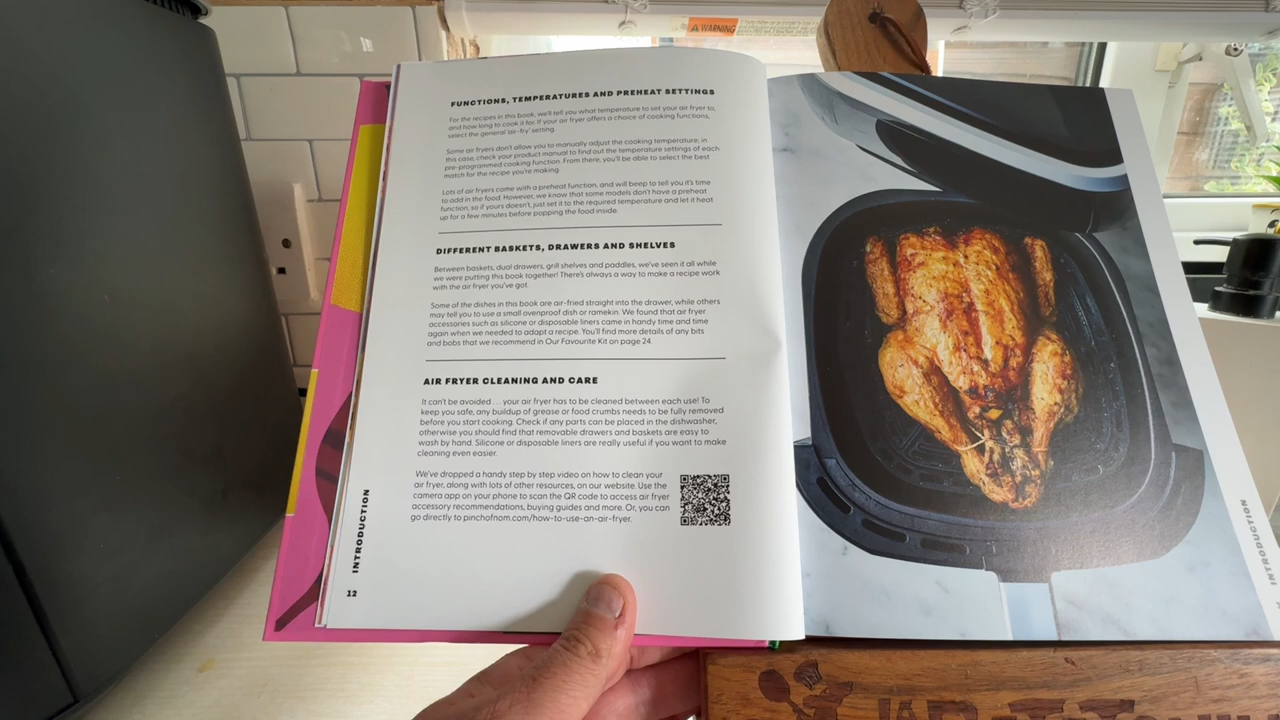 WARNING
FUNCTIONS, TEMPERATURES AND PREHEAT SETTINGS
For the recipes in this book, we'll tell you what temperature to set your air fryer to,
and how long to cook it for. If your air fryer offers a choice of cooking functions,
select the general 'air-fry' setting.
Some air fryers don't allow you to manually adjust the cooking temperature; in
this case, check your product manual to find out the temperature settings of each
pre-programmed cooking function. From there, you'll be able to select the best
match for the recipe you're making.
Lots of air fryers come with a preheat function, and will beep to tell you it's time
to add in the food. However, we know that some models don't have a preheat
function, so if yours doesn't, just set it to the required temperature and let it heat
up for a few minutes before popping the food inside.
DIFFERENT BASKETS, DRAWERS AND SHELVES
Between baskets, dual drawers, grill shelves and paddles, we've seen it all while
we were putting this book together! There's always a way to make a recipe work
with the air fryer you've got.
Some of the dishes in this book are air-fried straight into the drawer, while others
may tell you to use a small ovenproof dish or ramekin. We found that air fryer
accessories such as silicone or disposable liners came in handy time and time
again when we needed to adapt a recipe. You'll find more details of any bits
and bobs that we recommend in Our Favourite Kit on page 24.
AIR FRYER CLEANING AND CARE
It can't be avoided . . . your air fryer has to be cleaned between each use! To
keep you safe, any buildup of grease or food crumbs needs to be fully removed
before you start cooking. Check if any parts can be placed in the dishwasher,
otherwise you should find that removable drawers and baskets are easy to
wash by hand. Silicone or disposable liners are really useful if you want to make
cleaning even easier.
We've dropped a handy step by step video on how to clean your
air fryer, along with lots of other resources, on our website. Use the
camera app on your phone to scan the QR code to access air fryer
accessory recommendations, buying guides and more. Or, you can
go directly to pinchofnom.com/how-to-use-an-air-fryer.
INTRODUCTION
12
INTRODUCTION